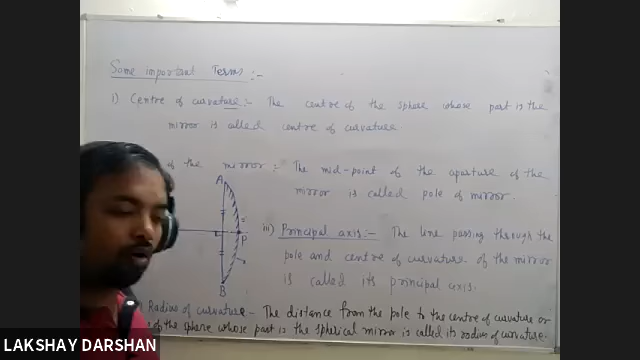 Some important Terms :-
i) Centre of curvature :- The centre of the sphere whose part is the
mirror is called centre of curvature
of the mirror :- The mid-point of the aperture of the
mirror is called pole of mirror.
A
P
B
iii) Principal axis :- The line passing through the
pole and centre of curvature of the mirror
is called its principal axis.
Radius of curvature - The distance from the pole to the centre of curvature or
of the sphere whose part is the spherical mirror is called its radius of curvature.
LAKSHAY DARSHAN